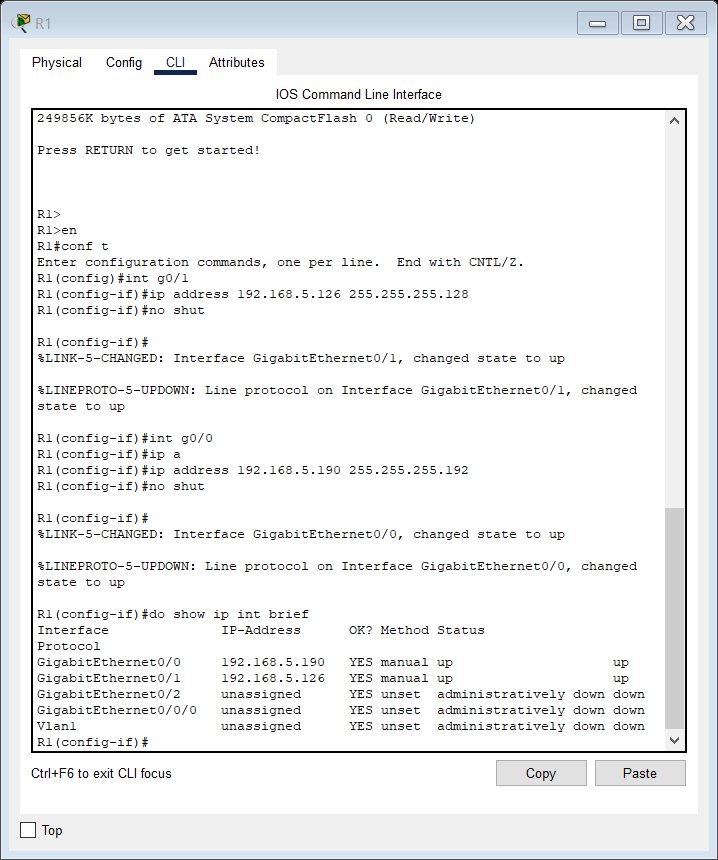 R1
Physical Config CLI Attributes
IOS Command Line Interface
249856K bytes of ATA System CompactFlash 0 (Read/Write)
Press RETURN to get started!
R1>
R1>en
R1#conf t
Enter configuration commands, one per line.  End with CNTL/Z.
R1(config)#int g0/1
R1(config-if)#ip address 192.168.5.126 255.255.255.128
R1(config-if)#no shut
R1(config-if)#
%LINK-5-CHANGED: Interface GigabitEthernet0/1, changed state to up
%LINEPROTO-5-UPDOWN: Line protocol on Interface GigabitEthernet0/1, changed
state to up
R1(config-if)#int g0/0
R1(config-if)#ip a
R1(config-if)#ip address 192.168.5.190 255.255.255.192
R1(config-if)#no shut
R1(config-if)#
%LINK-5-CHANGED: Interface GigabitEthernet0/0, changed state to up
%LINEPROTO-5-UPDOWN: Line protocol on Interface GigabitEthernet0/0, changed
state to up
R1(config-if)#do show ip int brief
Interface              IP-Address      OK? Method Status
Protocol
GigabitEthernet0/0     192.168.5.190   YES manual up                    up
GigabitEthernet0/1     192.168.5.126   YES manual up                    up
GigabitEthernet0/2     unassigned      YES unset  administratively down down
GigabitEthernet0/0/0   unassigned      YES unset  administratively down down
Vlan1                  unassigned      YES unset  administratively down down
R1(config-if)#
Ctrl+F6 to exit CLI focus Copy Paste
Top